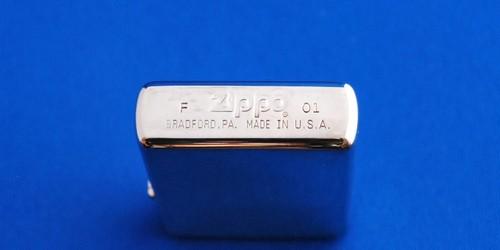 F Zippo 01
BRADFORD, PA. MADE IN U.S.A.